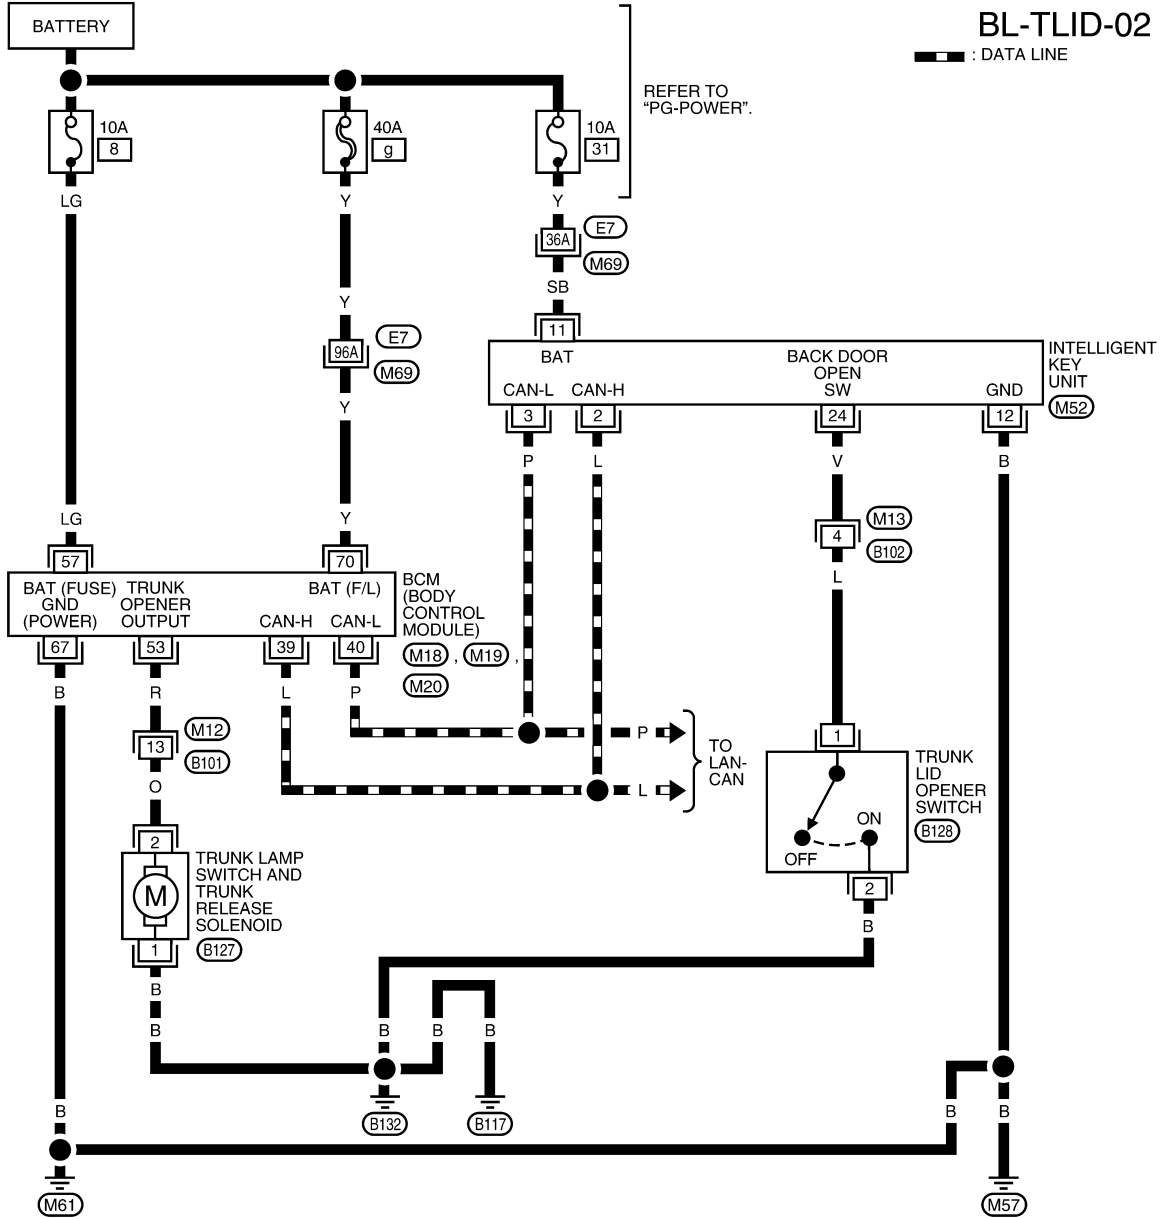 BATTERY
BL-TLID-02
: DATA LINE
REFER TO
“PG-POWER”.
10A
8
40A
g
10A
31
LG
Y
Y
36A
E7
M69
SB
Y
96A
E7
M69
Y
11
BAT
CAN-L
CAN-H
BACK DOOR
OPEN
SW
GND
INTELLIGENT
KEY
UNIT
M52
3
2
24
12
P
L
V
B
LG
Y
4
M13
B102
L
57
70
BAT (FUSE)
GND
(POWER)
TRUNK
OPENER
OUTPUT
BAT (F/L)
CAN-H
CAN-L
BCM
(BODY
CONTROL
MODULE)
M18 , M19 ,
M20
67
53
39
40
B
R
L
P
13
M12
B101
O
P
L
TO
LAN-
CAN
1
TRUNK
LID
OPENER
SWITCH
B128
ON
OFF
2
B
2
M
TRUNK LAMP
SWITCH AND
TRUNK
RELEASE
SOLENOID
B127
1
B
B
B
B
B
B132
B117
B
B
B
M61
M57